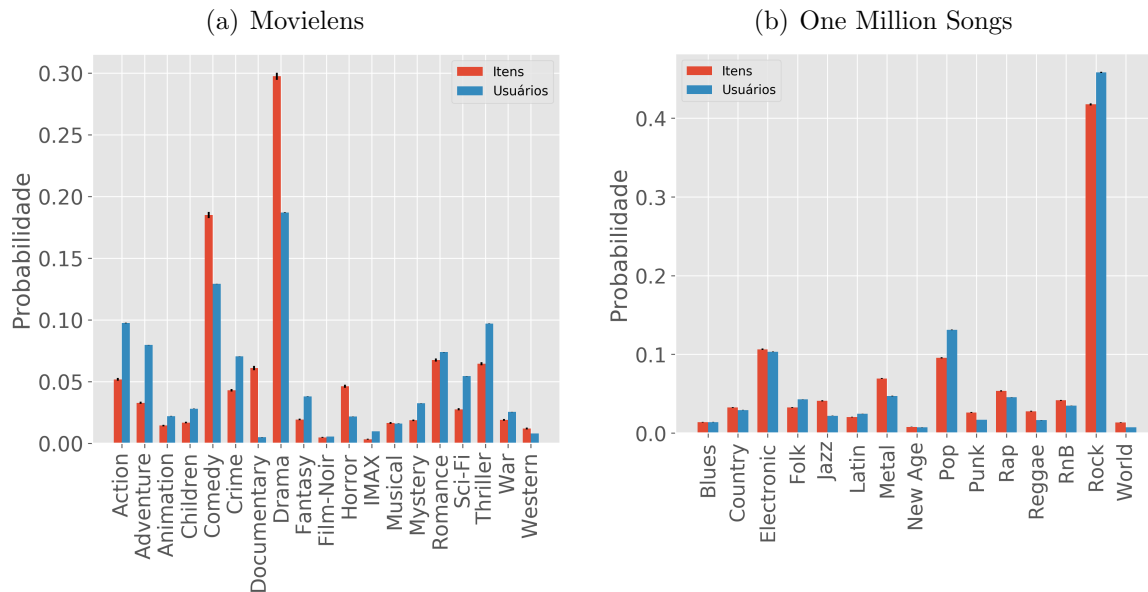 (a) Movielens
Itens
Usuários
Probabilidade
0.30
0.25
0.20
0.15
0.10
0.05
0.00
Action
Adventure
Animation
Children
Comedy
Crime
Documentary
Drama
Fantasy
Film-Noir
Horror
IMAX
Musical
Mystery
Romance
Sci-Fi
Thriller
War
Western
(b) One Million Songs
Itens
Usuários
Probabilidade
0.4
0.3
0.2
0.1
0.0
Blues
Country
Electronic
Folk
Jazz
Latin
Metal
New Age
Pop
Punk
Rap
Reggae
RnB
Rock
World